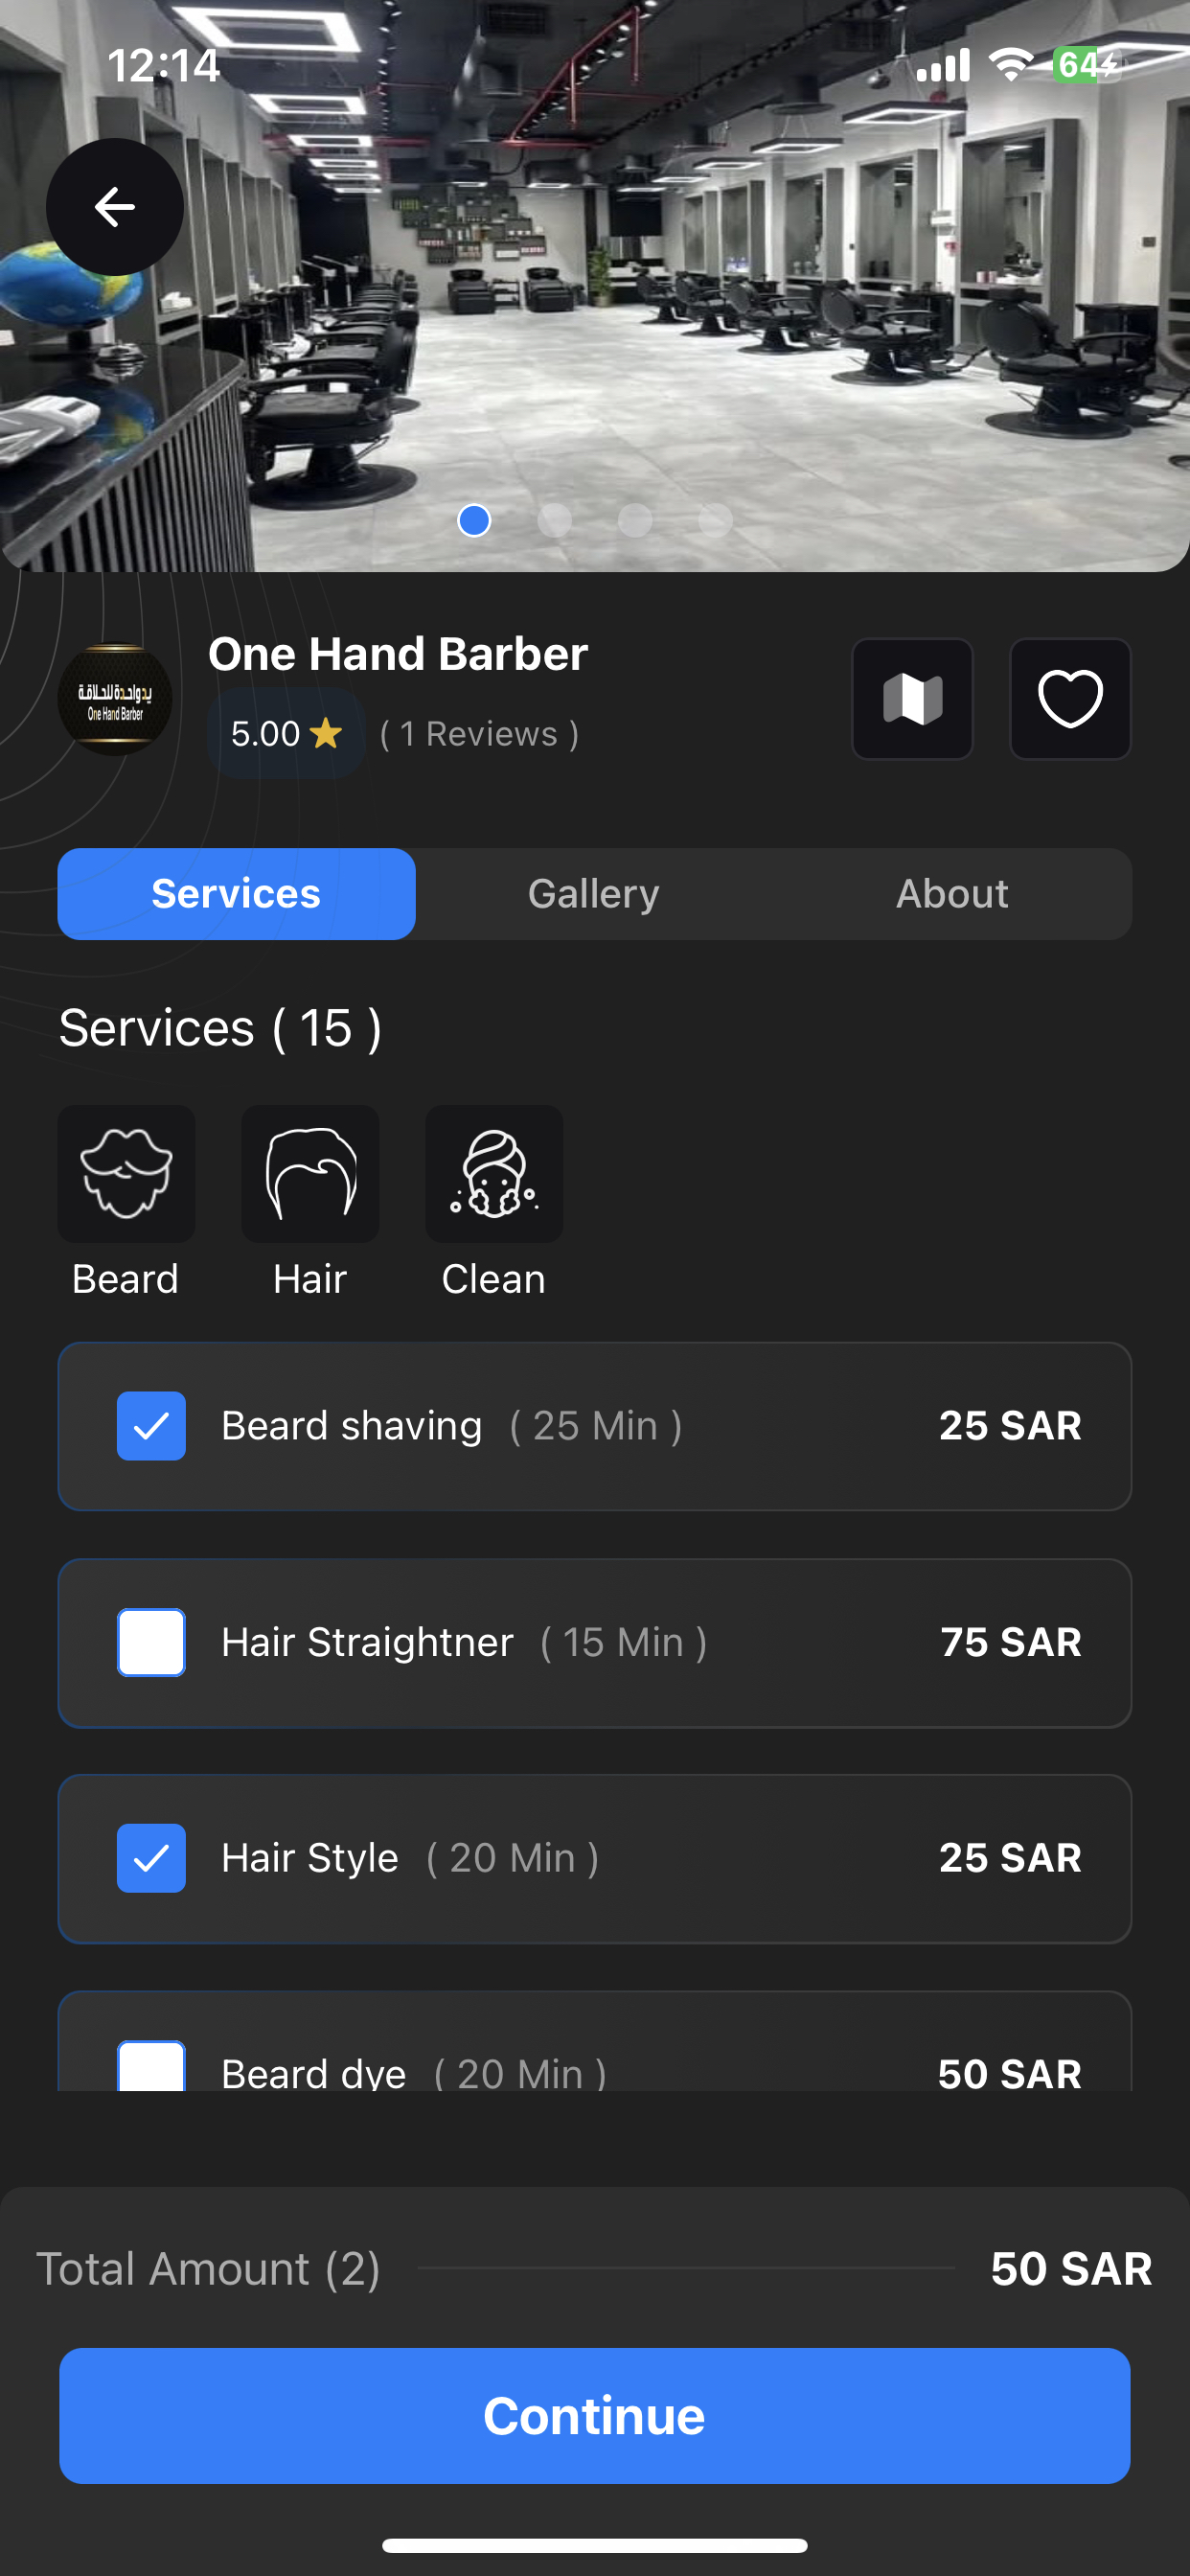 12:14
64
يد واحدة للحلاقة
One Hand Barber
One Hand Barber
5.00 ( 1 Reviews )
Services Gallery About
Services ( 15 )
Beard Hair Clean
Beard shaving ( 25 Min ) 25 SAR
Hair Straightner ( 15 Min ) 75 SAR
Hair Style ( 20 Min ) 25 SAR
Beard dye ( 20 Min ) 50 SAR
Total Amount (2) 50 SAR
Continue